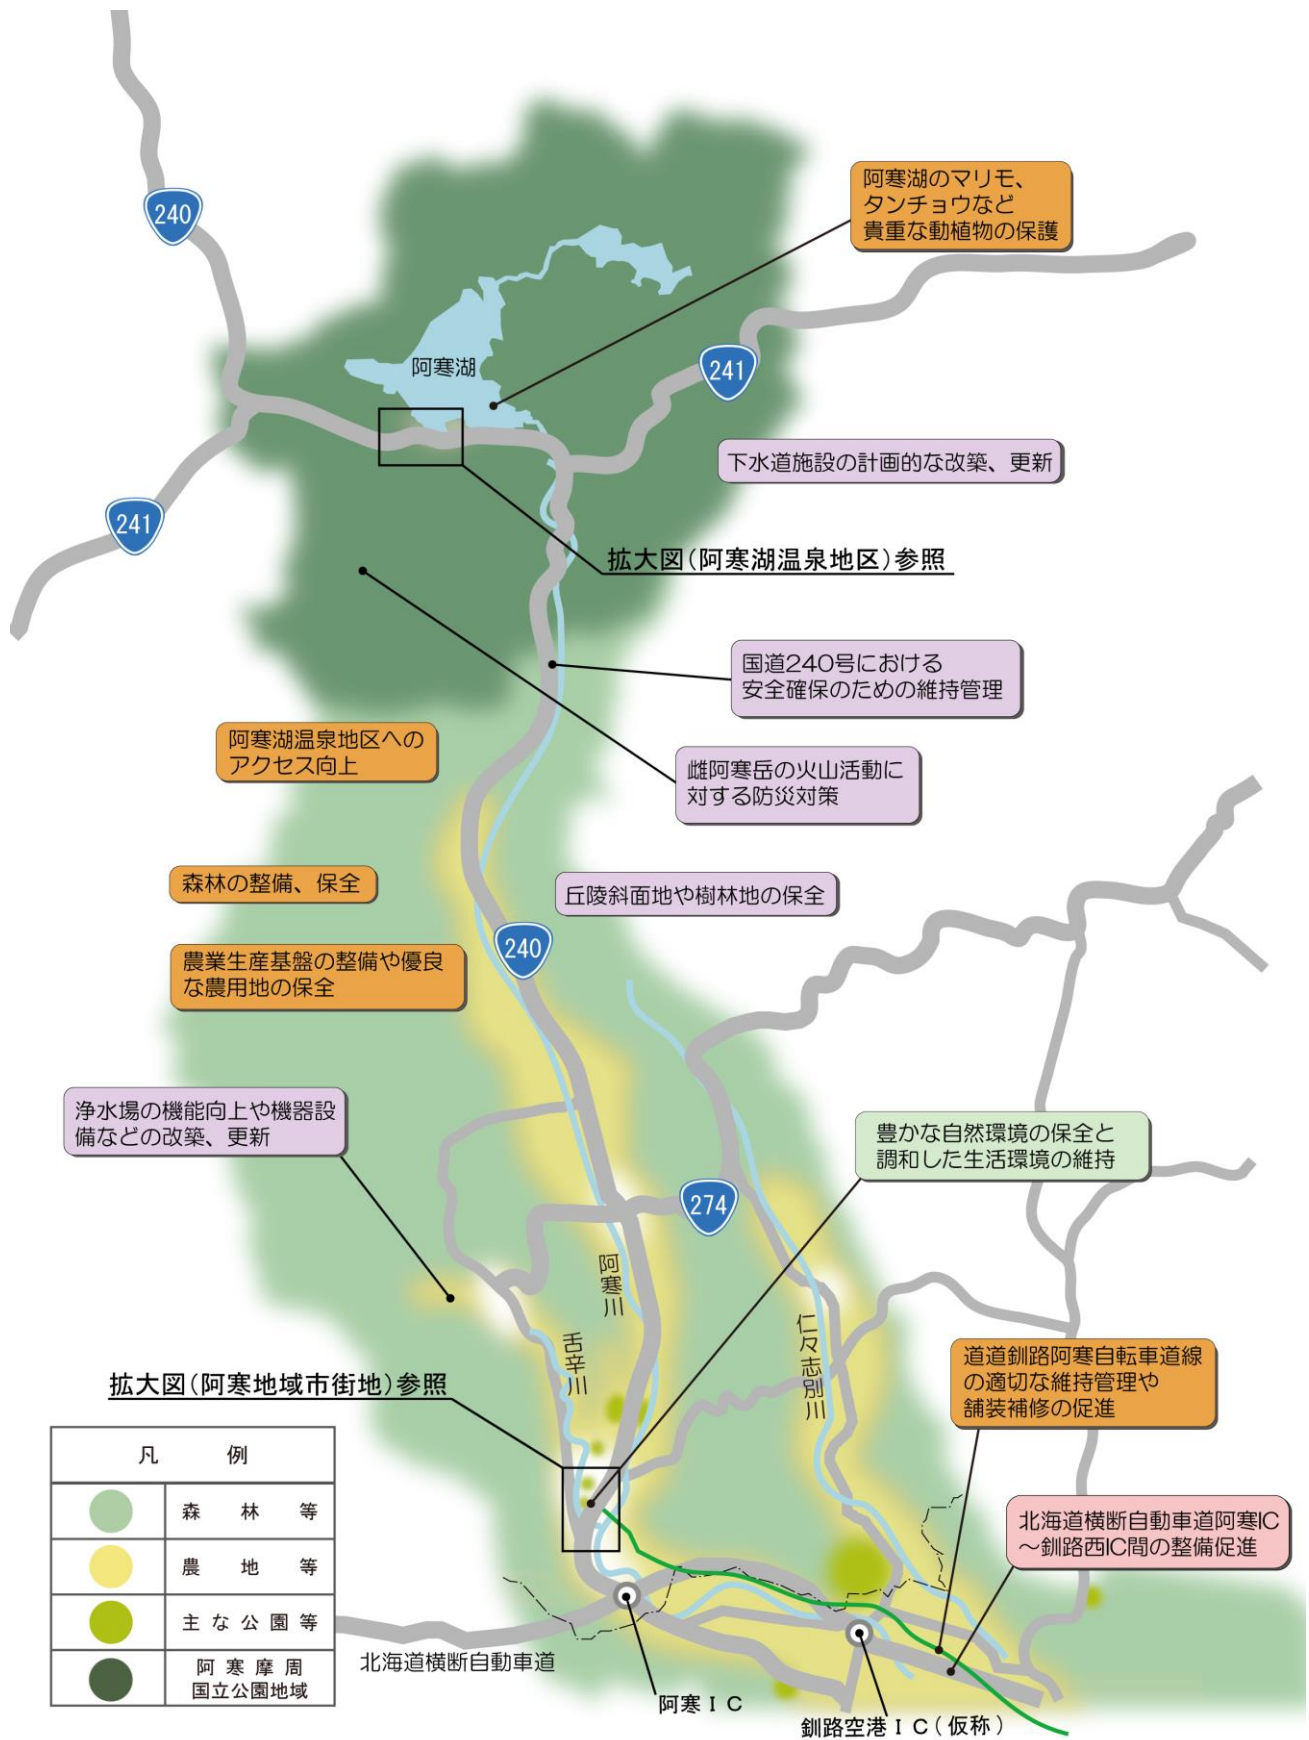 240
阿寒湖のマリモ、
タンチョウなど
貴重な動植物の保護
阿寒湖
241
下水道施設の計画的な改築、更新
241
拡大図(阿寒湖温泉地区)参照
国道240号における
安全確保のための維持管理
阿寒湖温泉地区への
アクセス向上
雌阿寒岳の火山活動に
対する防災対策
森林の整備、保全
丘陵斜面地や樹林地の保全
240
農業生産基盤の整備や優良
な農用地の保全
浄水場の機能向上や機器設
備などの改築、更新
豊かな自然環境の保全と
調和した生活環境の維持
274
阿寒川
仁々志別川
舌辛川
拡大図(阿寒地域市街地)参照
道道釧路阿寒自転車道線
の適切な維持管理や
舗装補修の促進
凡例
森林等
農地等
主な公園等
阿寒摩周
国立公園地域
北海道横断自動車道阿寒IC
～釧路西IC間の整備促進
北海道横断自動車道
阿寒IC
釧路空港IC(仮称)